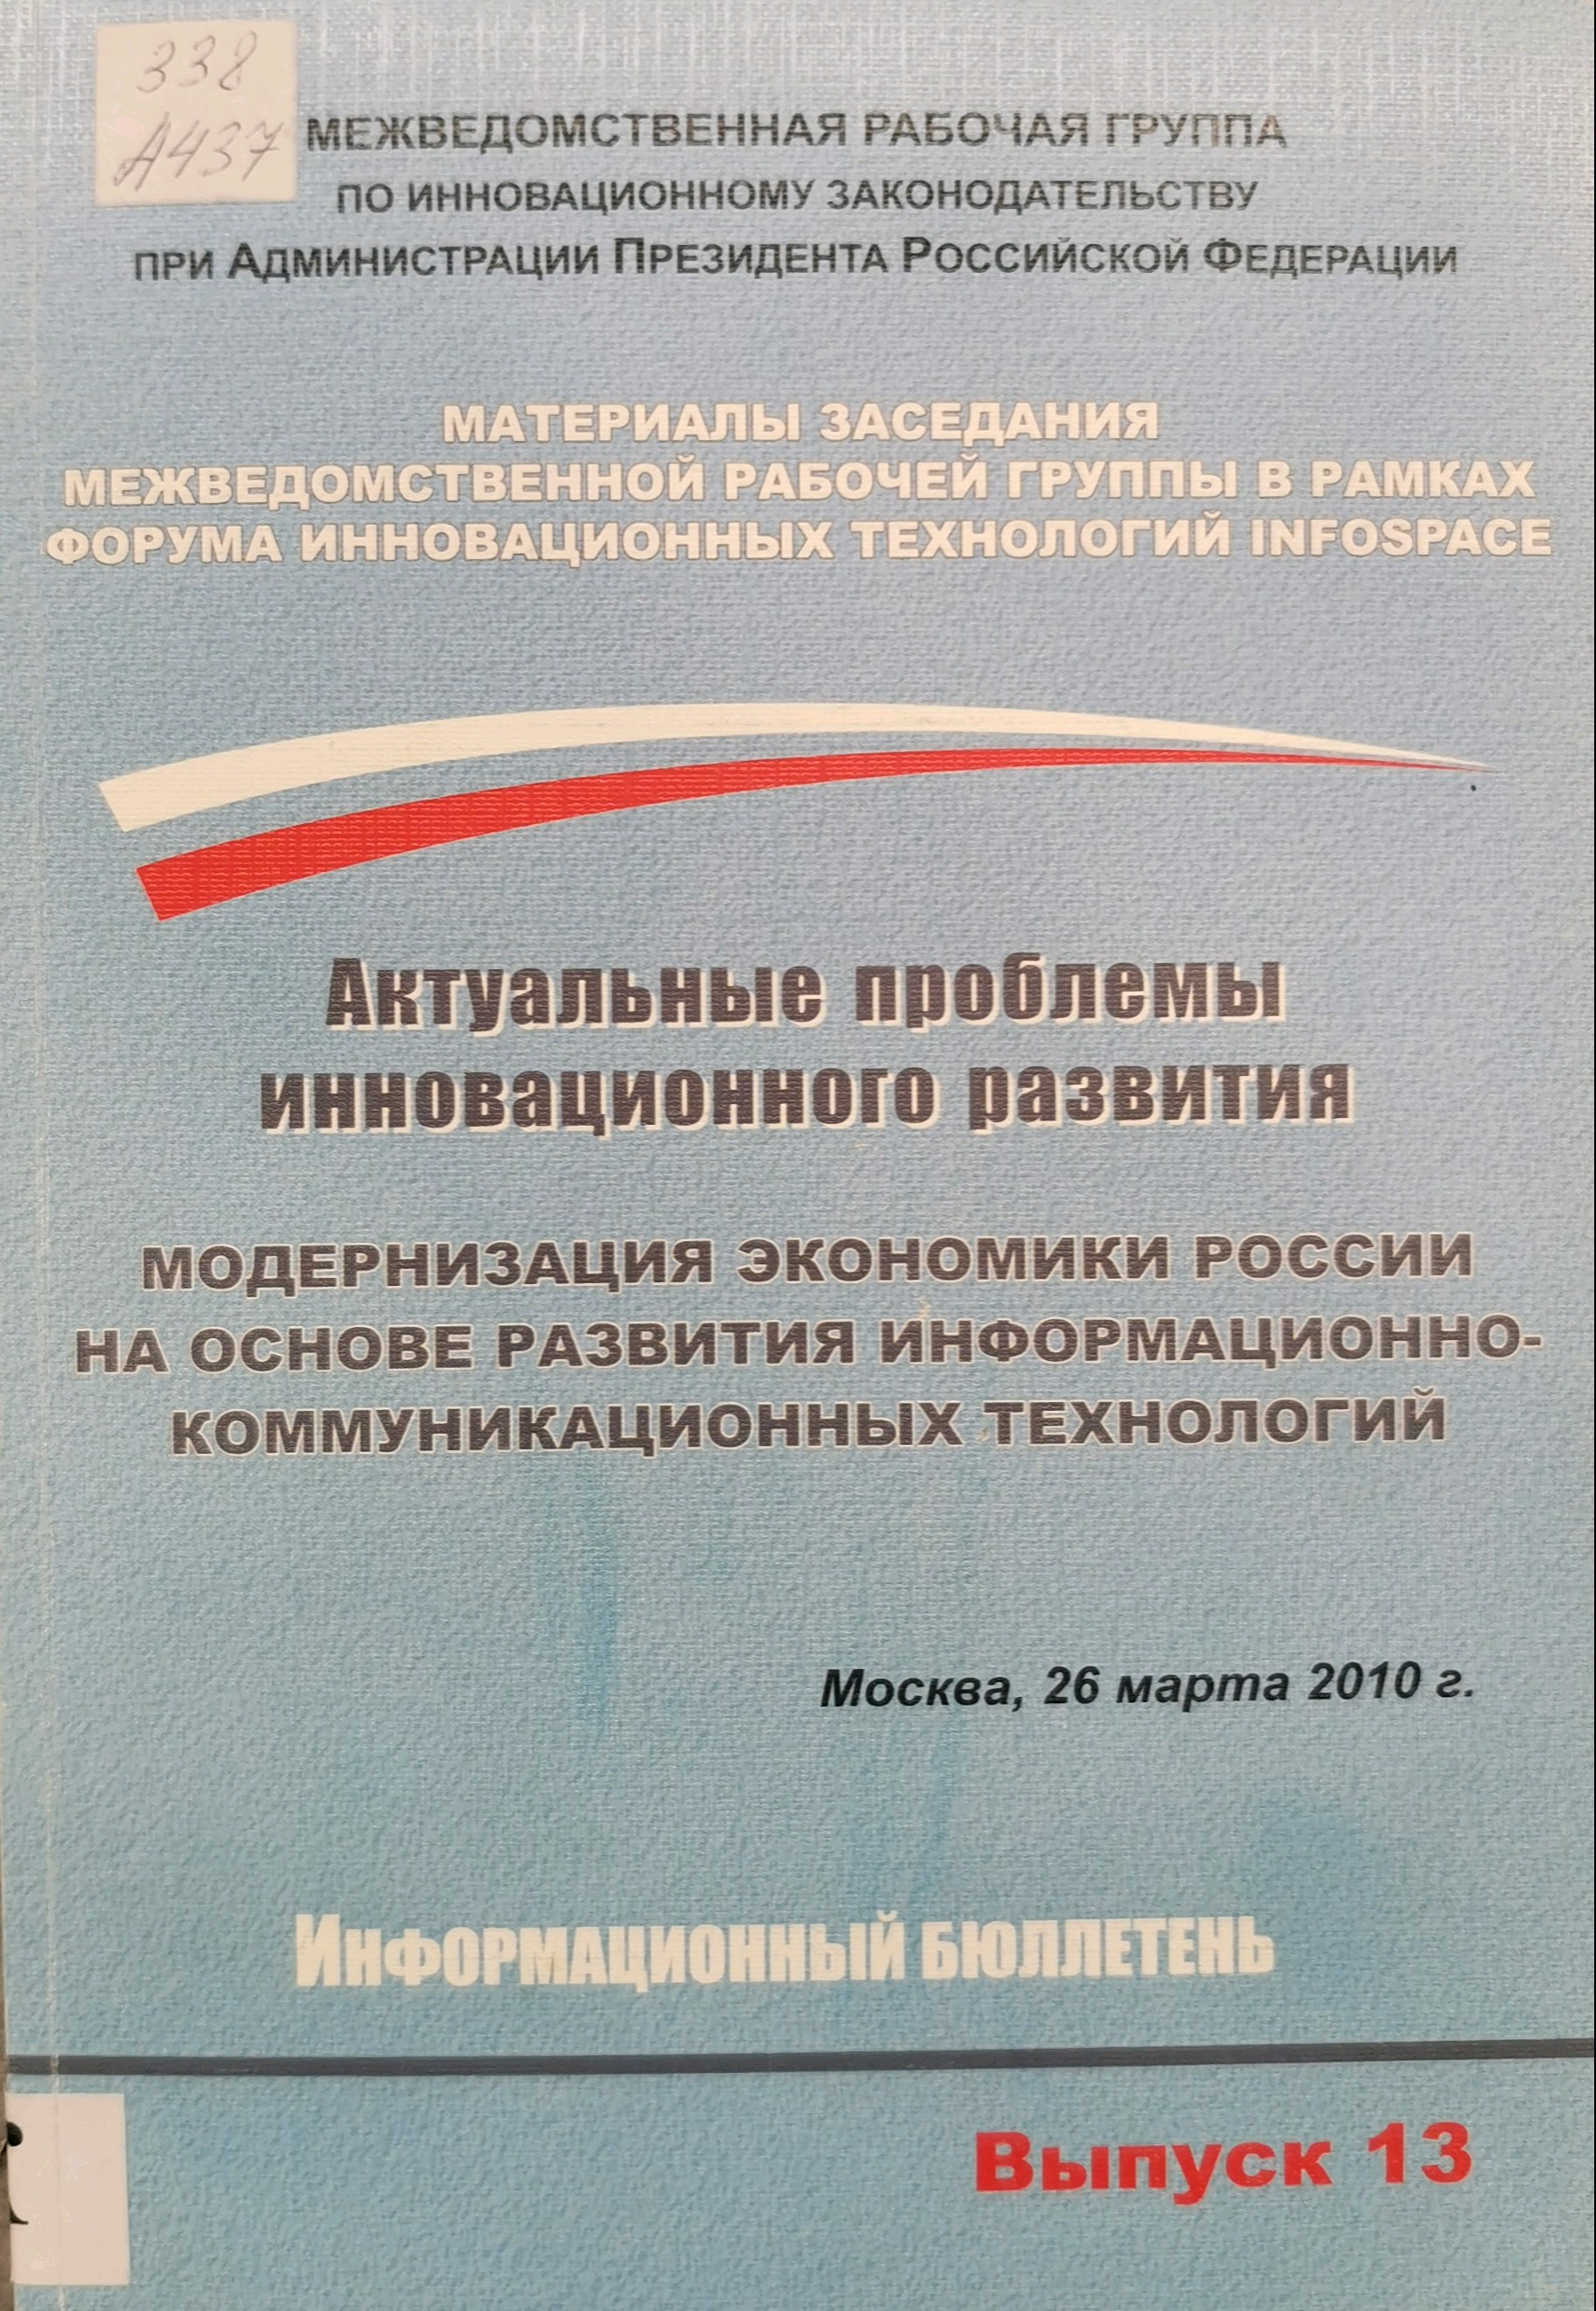 338
А437
МЕЖВЕДОМСТВЕННАЯ РАБОЧАЯ ГРУППА
ПО ИННОВАЦИОННОМУ ЗАКОНОДАТЕЛЬСТВУ
ПРИ АДМИНИСТРАЦИИ ПРЕЗИДЕНТА РОССИЙСКОЙ ФЕДЕРАЦИИ
МАТЕРИАЛЫ ЗАСЕДАНИЯ
МЕЖВЕДОМСТВЕННОЙ РАБОЧЕЙ ГРУППЫ В РАМКАХ
ФОРУМА ИННОВАЦИОННЫХ ТЕХНОЛОГИЙ INFOSPACE
Актуальные проблемы
инновационного развития
МОДЕРНИЗАЦИЯ ЭКОНОМИКИ РОССИИ
НА ОСНОВЕ РАЗВИТИЯ ИНФОРМАЦИОННО-
КОММУНИКАЦИОННЫХ ТЕХНОЛОГИЙ
Москва, 26 марта 2010 г.
ИНФОРМАЦИОННЫЙ БЮЛЛЕТЕНЬ
Выпуск 13